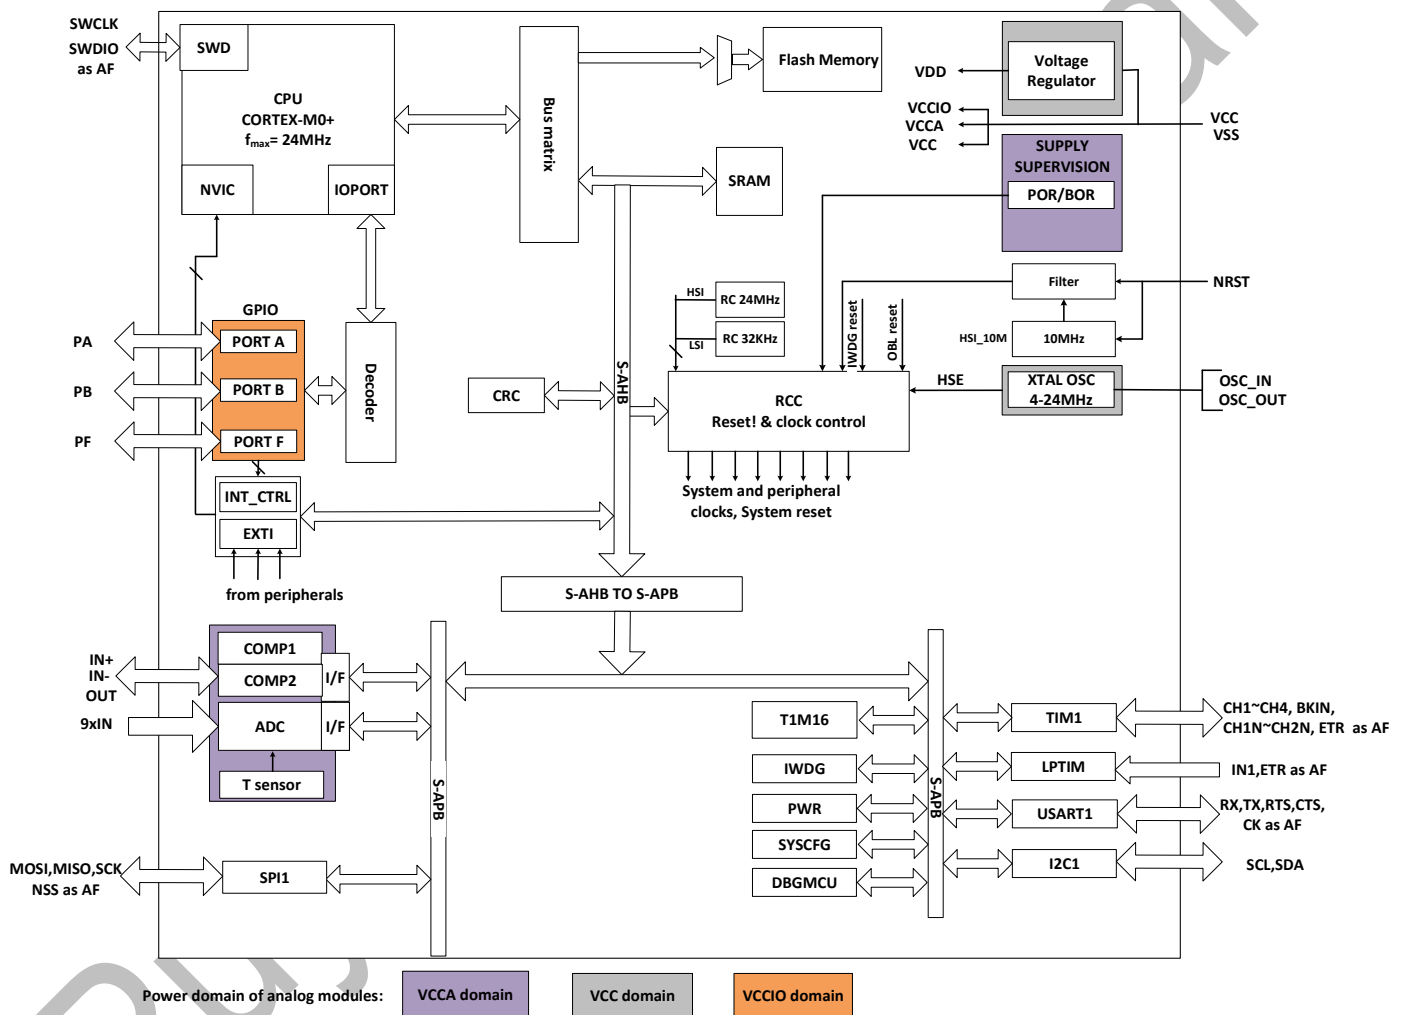 SWCLK
SWDIO
as AF
SWD
CPU
CORTEX-M0+
fmax= 24MHz
NVIC
IOPORT
Bus matrix
Flash Memory
SRAM
Voltage
Regulator
VDD
VCCIO
VCCA
VCC
VCC
VSS
SUPPLY
SUPERVISION
POR/BOR
Filter
NRST
HSI_10M
10MHz
HSI
RC 24MHz
LSI
RC 32KHz
IWDG reset
OBL reset
GPIO
PA
PORT A
PB
PORT B
PF
PORT F
Decoder
INT_CTRL
EXTI
from peripherals
CRC
S-AHB
RCC
Reset! & clock control
HSE
XTAL OSC
4-24MHz
OSC_IN
OSC_OUT
System and peripheral
clocks, System reset
S-AHB TO S-APB
IN+
IN-
OUT
COMP1
COMP2
I/F
9xIN
ADC
I/F
T sensor
S-APB
MOSI,MISO,SCK
NSS as AF
SPI1
T1M16
IWDG
PWR
SYSCFG
DBGMCU
S-APB
TIM1
CH1~CH4, BKIN,
CH1N~CH2N, ETR as AF
LPTIM
IN1,ETR as AF
USART1
RX,TX,RTS,CTS,
CK as AF
I2C1
SCL,SDA
Power domain of analog modules:
VCCA domain
VCC domain
VCCIO domain